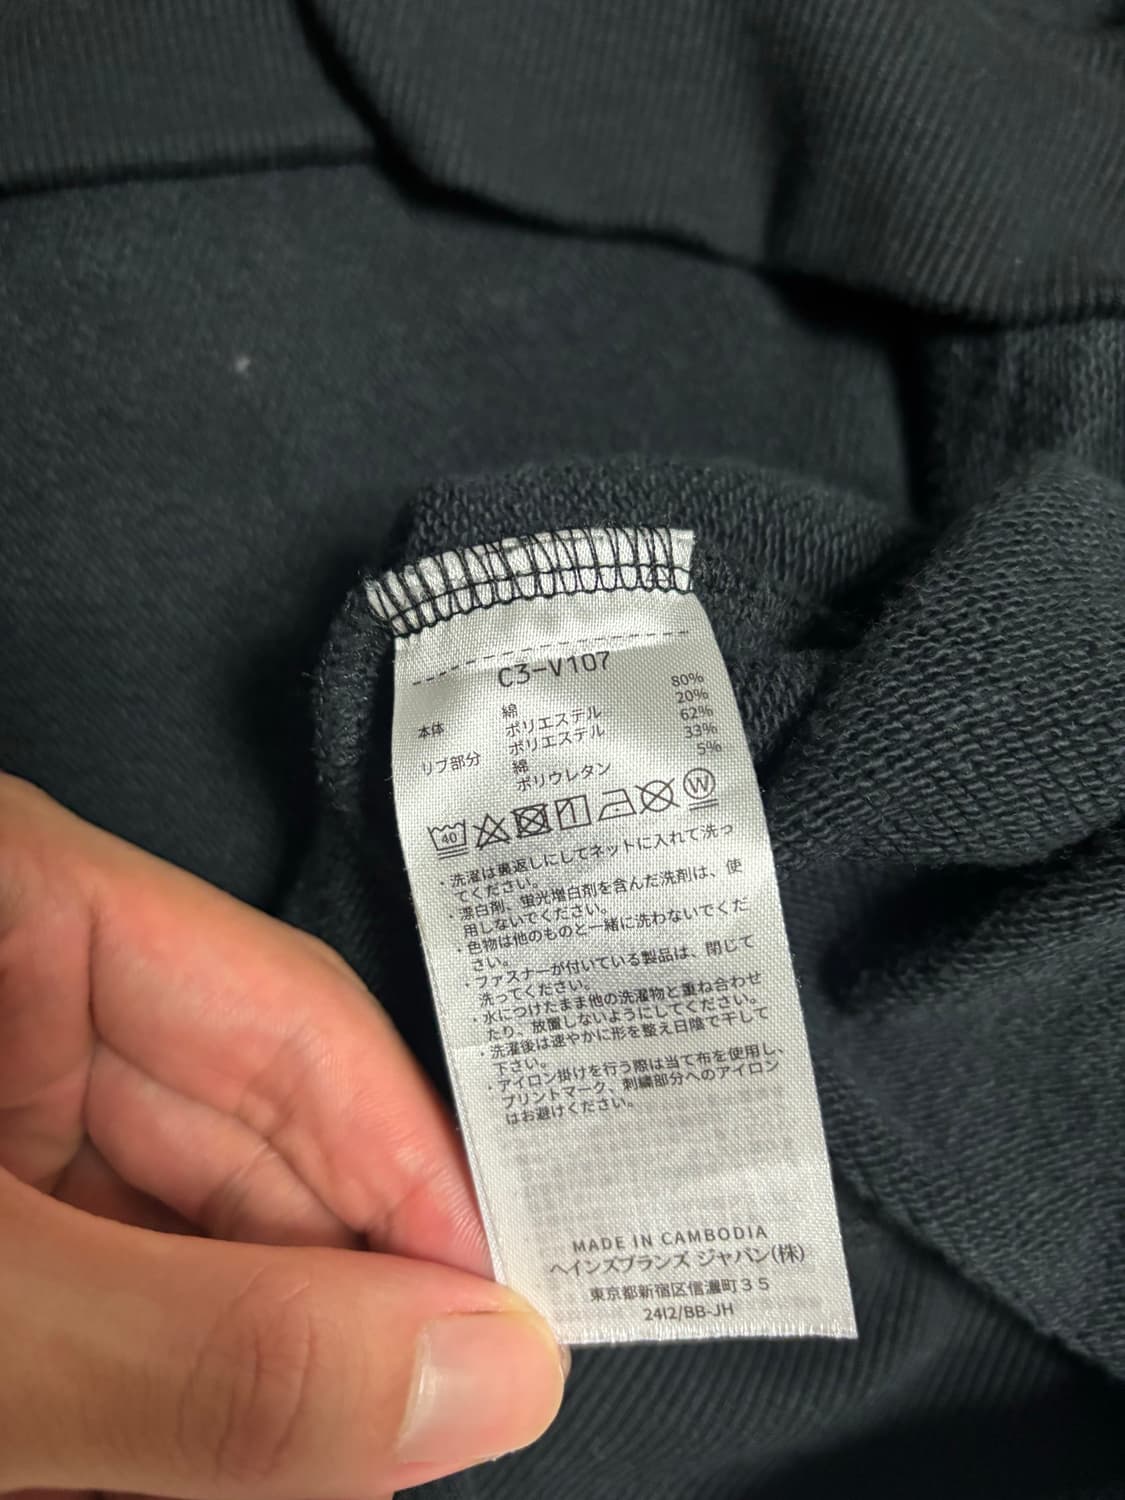 C3-V107
本体 綿 80%
ポリエステル 20%
リブ部分 ポリエステル 62%
綿 33%
ポリウレタン 5%
40 W
・洗濯は裏返しにしてネットに入れて洗っ
てください。
・漂白剤、蛍光増白剤を含んだ洗剤は、使
用しないでください。
・色物は他のものと一緒に洗わないでくだ
さい。
・ファスナーが付いている製品は、閉じて
洗ってください。
・水につけたまま他の洗濯物と重ね合わせ
たり、放置しないようにしてください。
・洗濯後は速やかに形を整え日陰で干して
下さい。
・アイロン掛けを行う際は当て布を使用し、
プリントマーク、刺繍部分へのアイロン
はお避けください。
MADE IN CAMBODIA
ヘインズブランズ ジャパン(株)
東京都新宿区信濃町35
2412/BB-JH